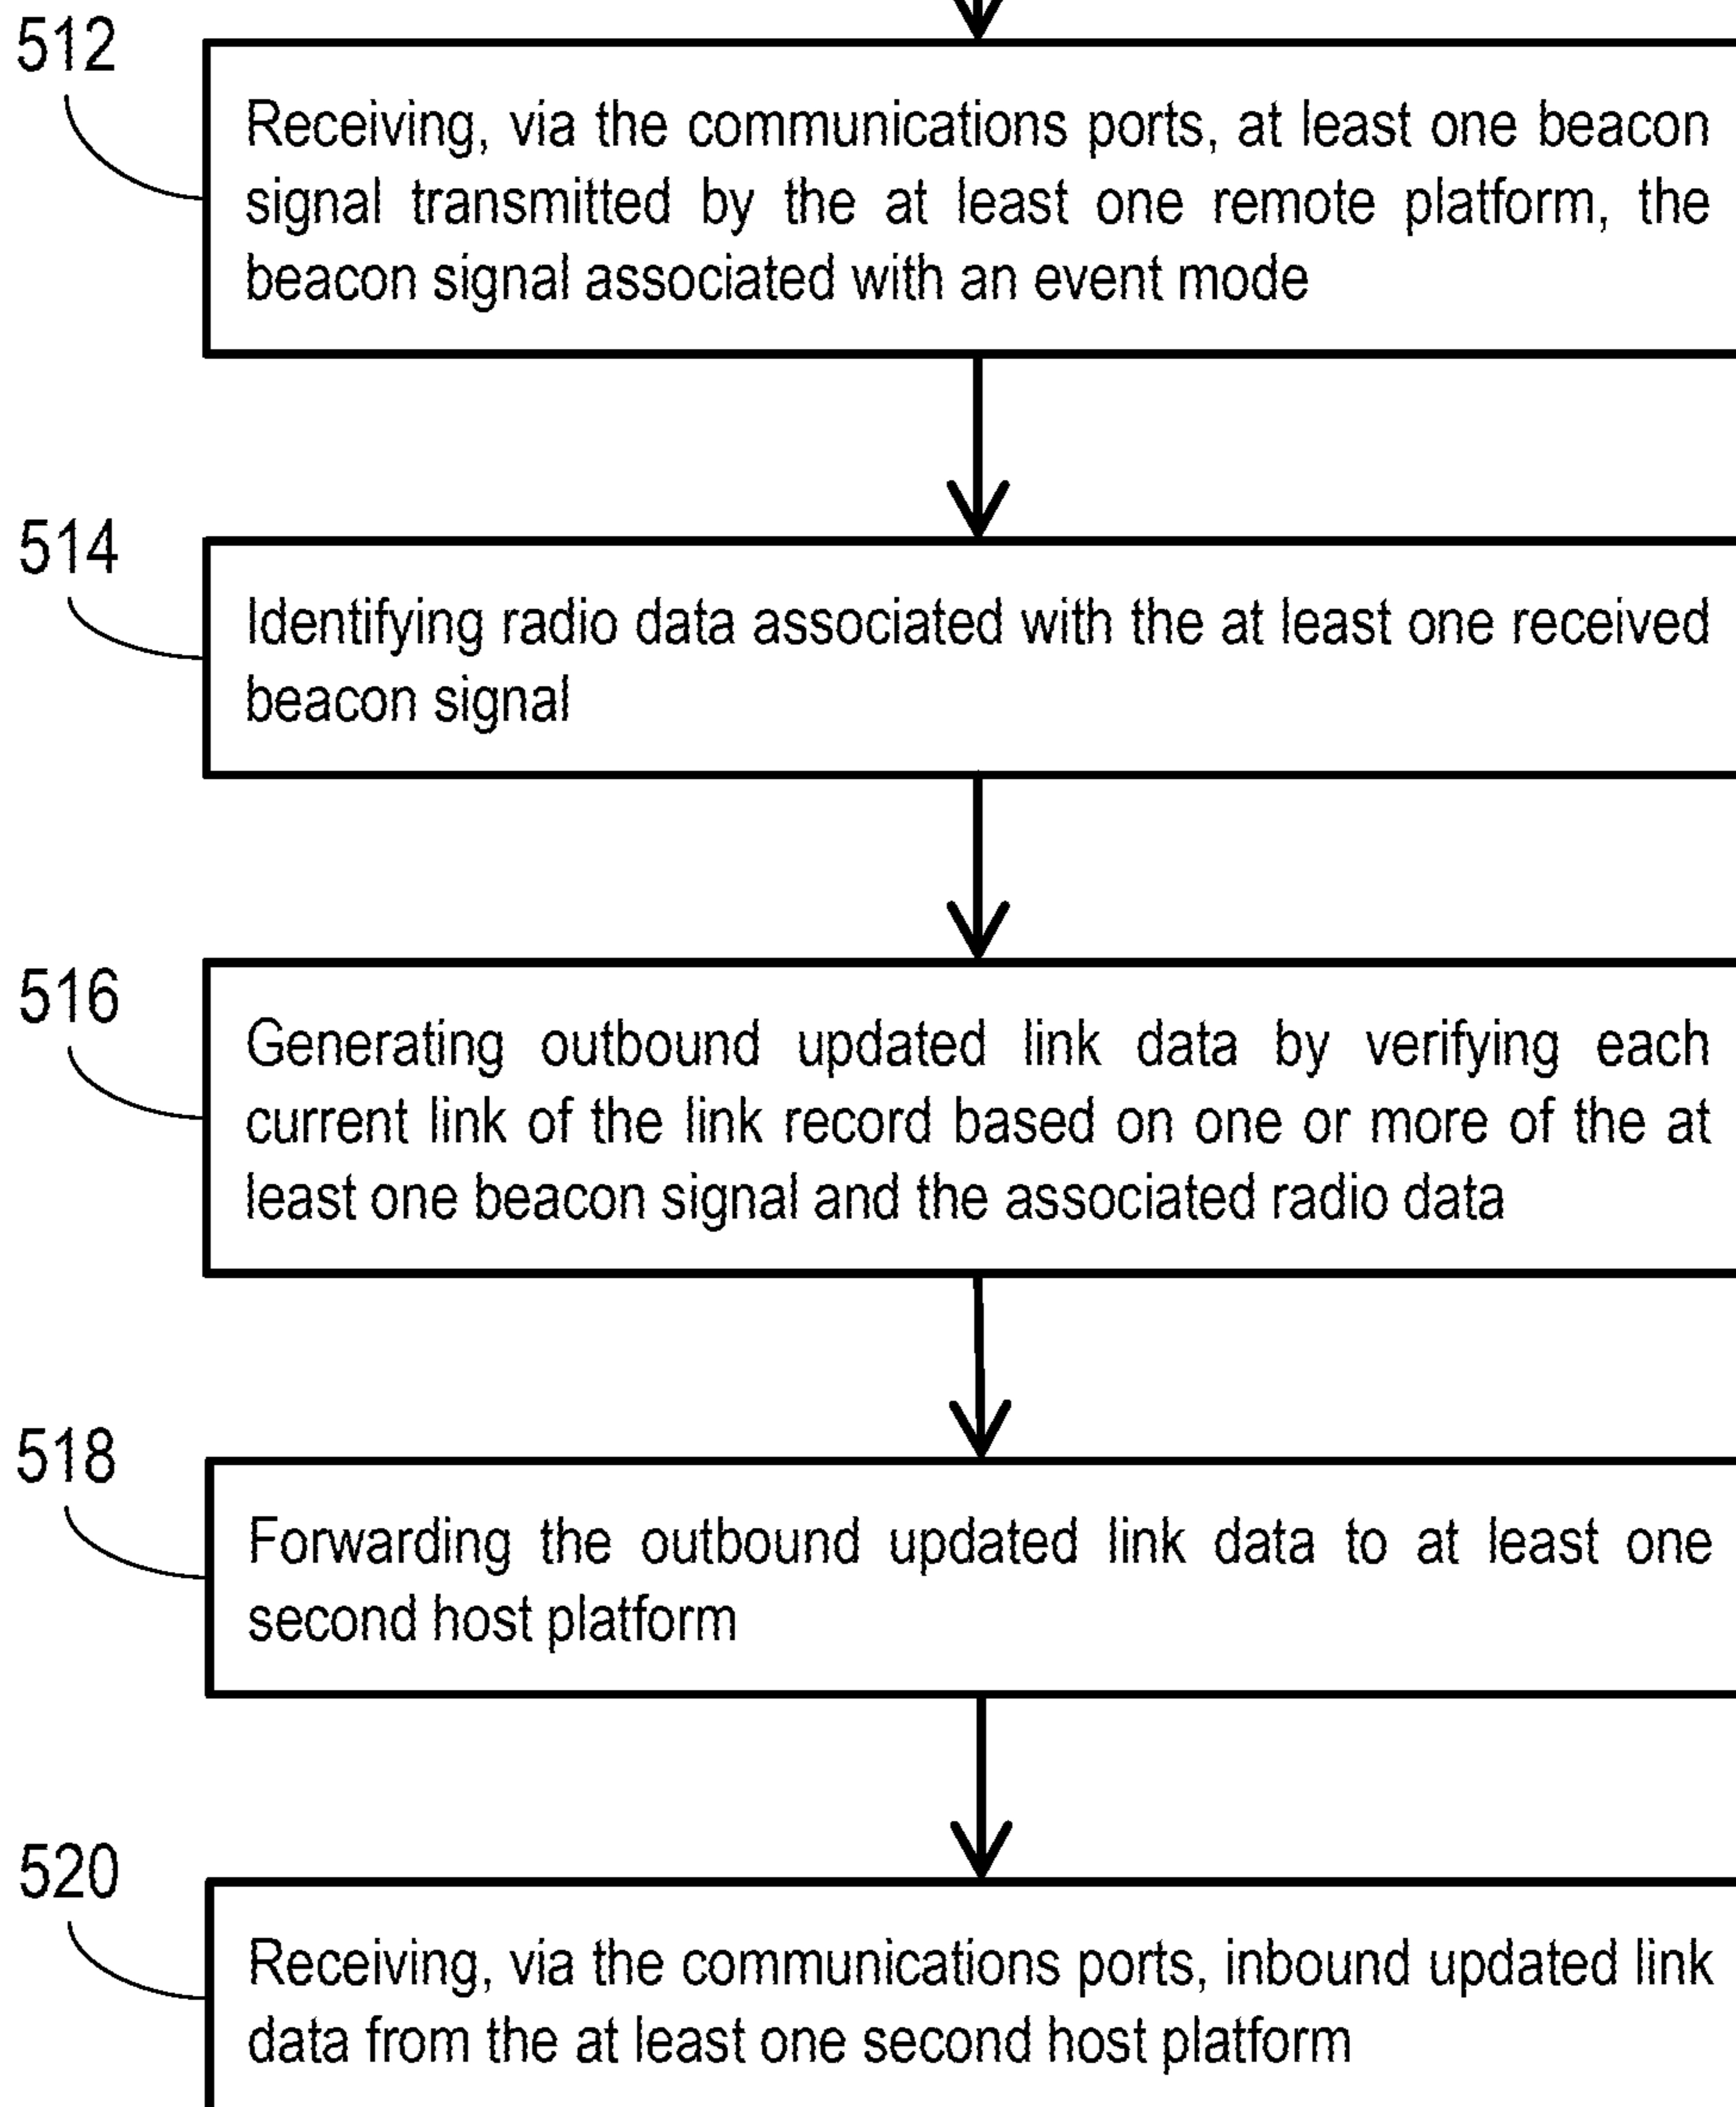 512
Receiving, via the communications ports, at least one beacon
signal transmitted by the at least one remote platform, the
beacon signal associated with an event mode
514
Identifying radio data associated with the at least one received
beacon signal
516
Generating outbound updated link data by verifying each
current link of the link record based on one or more of the at
least one beacon signal and the associated radio data
518
Forwarding the outbound updated link data to at least one
second host platform
520
Receiving, via the communications ports, inbound updated link
data from the at least one second host platform